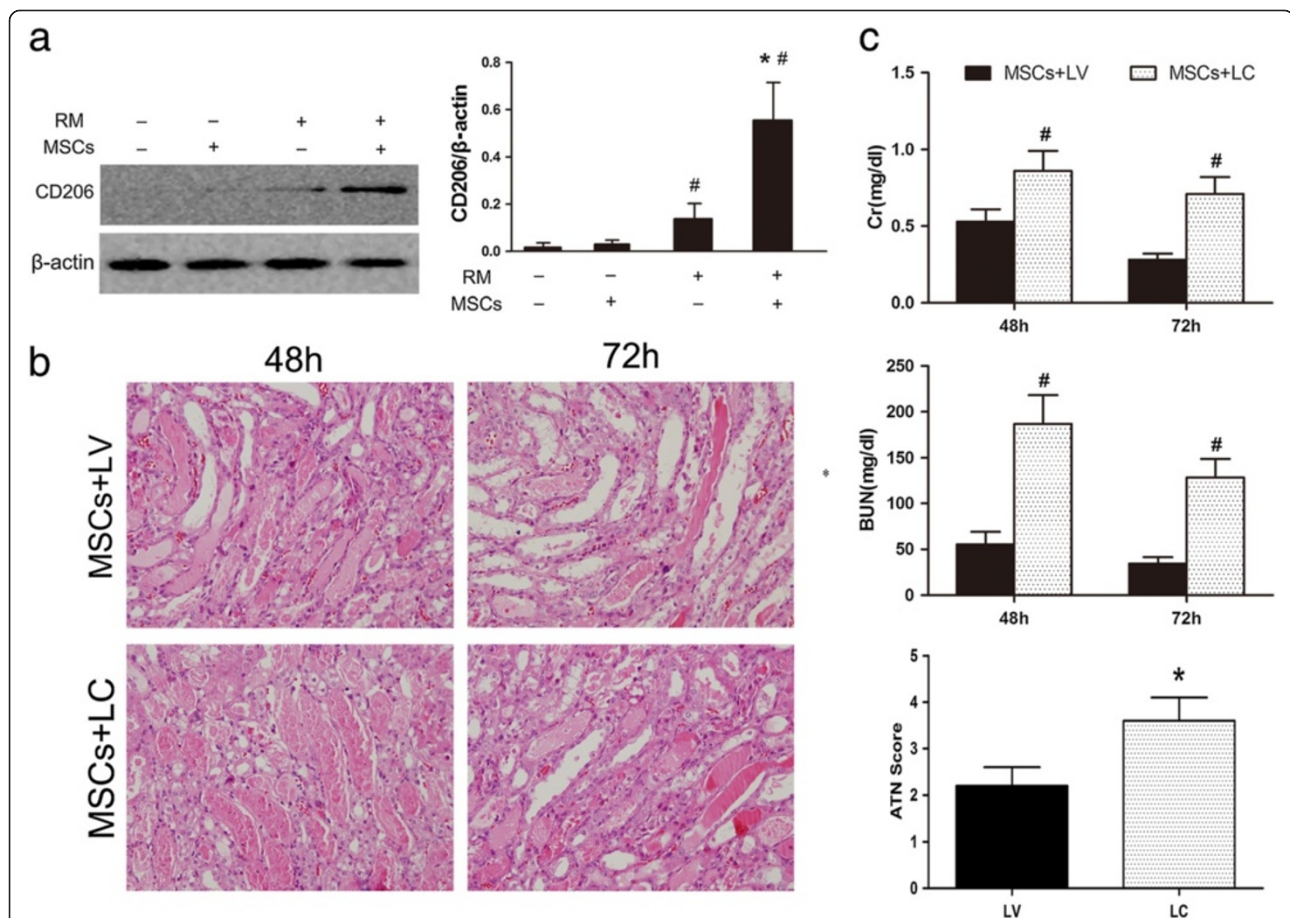 a
RM – – + +
MSCs – + – +
CD206
β-actin
CD206/β-actin
0.8
0.6
0.4
0.2
0.0
#
* #
RM – – + +
MSCs – + – +
b
48h 72h
MSCs+LV
MSCs+LC
*
c
MSCs+LV MSCs+LC
Cr(mg/dl)
1.5
1.0
0.5
0.0
# #
48h 72h
BUN(mg/dl)
250
200
150
100
50
0
# #
48h 72h
ATN Score
5
4
3
2
1
0
*
LV LC